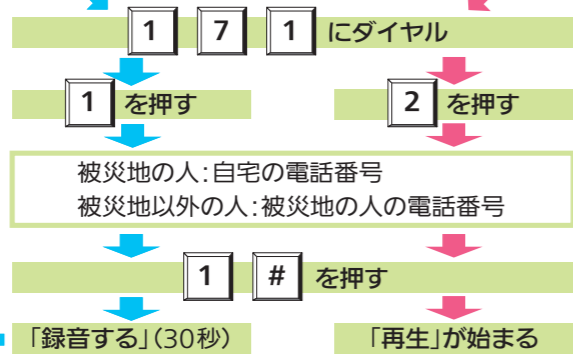 1 7 1 にダイヤル
1 を押す
2 を押す
被災地の人:自宅の電話番号
被災地以外の人:被災地の人の電話番号
1 # を押す
「録音する」(30秒)
「再生」が始まる